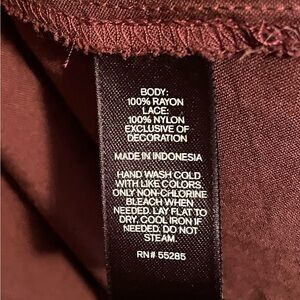 BODY:
100% RAYON
LACE:
100% NYLON
EXCLUSIVE OF
DECORATION
MADE IN INDONESIA
HAND WASH COLD
WITH LIKE COLORS.
ONLY NON-CHLORINE
BLEACH WHEN
NEEDED. LAY FLAT TO
DRY. COOL IRON IF
NEEDED. DO NOT
STEAM.
RN# 55285